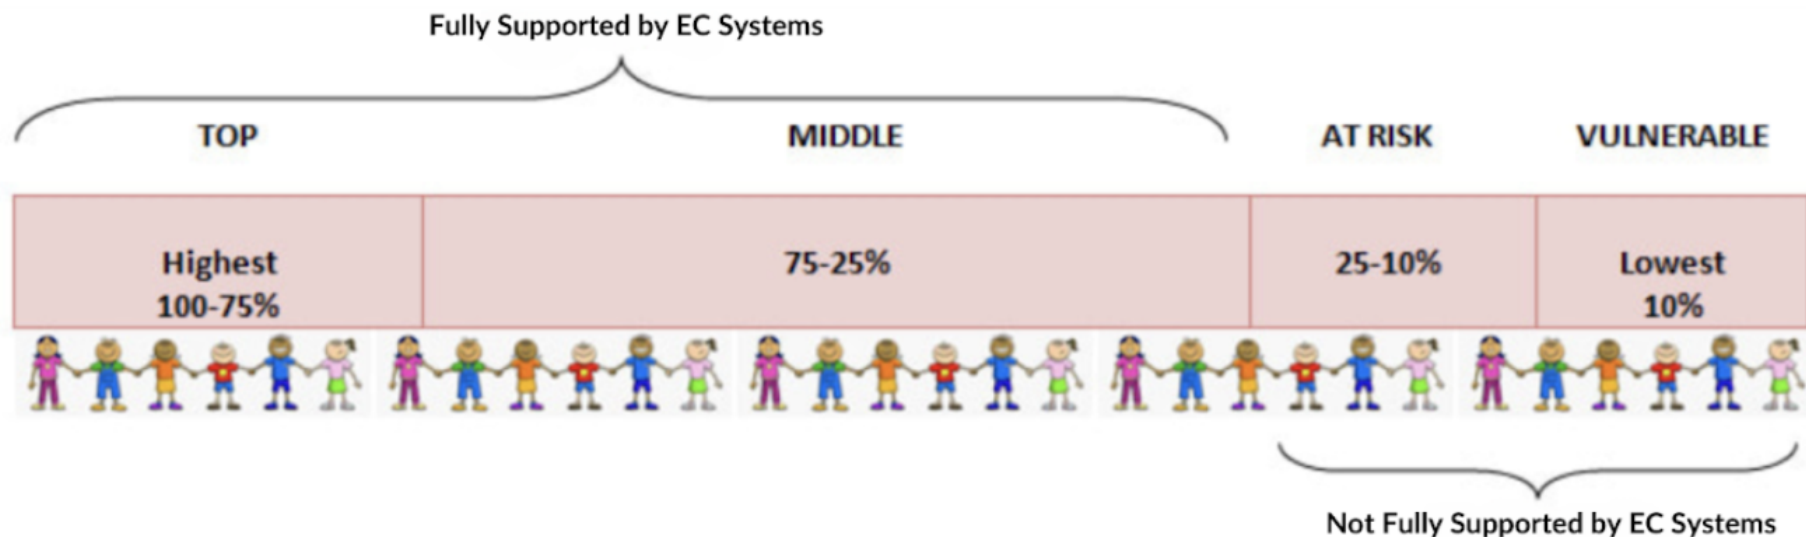 Fully Supported by EC Systems
TOP MIDDLE AT RISK VULNERABLE
Highest 75-25% 25-10% Lowest
100-75% 10%
Not Fully Supported by EC Systems